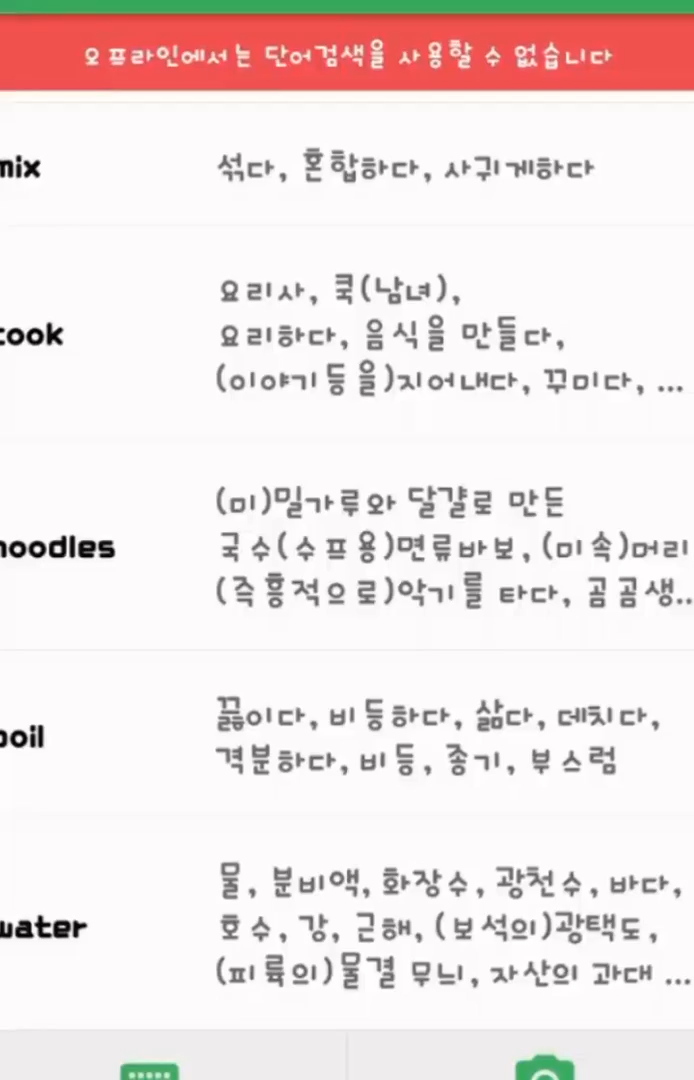 오프라인에서는 단어검색을 사용할 수 없습니다
mix
섞다, 혼합하다, 사귀게하다
cook
요리사, 쿡(남녀),
요리하다, 음식을 만들다,
(이야기 등을)지어내다, 꾸미다, ...
noodles
(미)밀가루와 달걀로 만든
국수(수프용)면류바보, (미속)머리
(즉흥적으로)악기를 타다, 곰곰생...
boil
끓이다, 비등하다, 삶다, 데치다,
격분하다, 비등, 종기, 부스럼
water
물, 분비액, 화장수, 광천수, 바다,
호수, 강, 근해, (보석의)광택도,
(피륙의)물결 무늬, 자산의 과대 ...